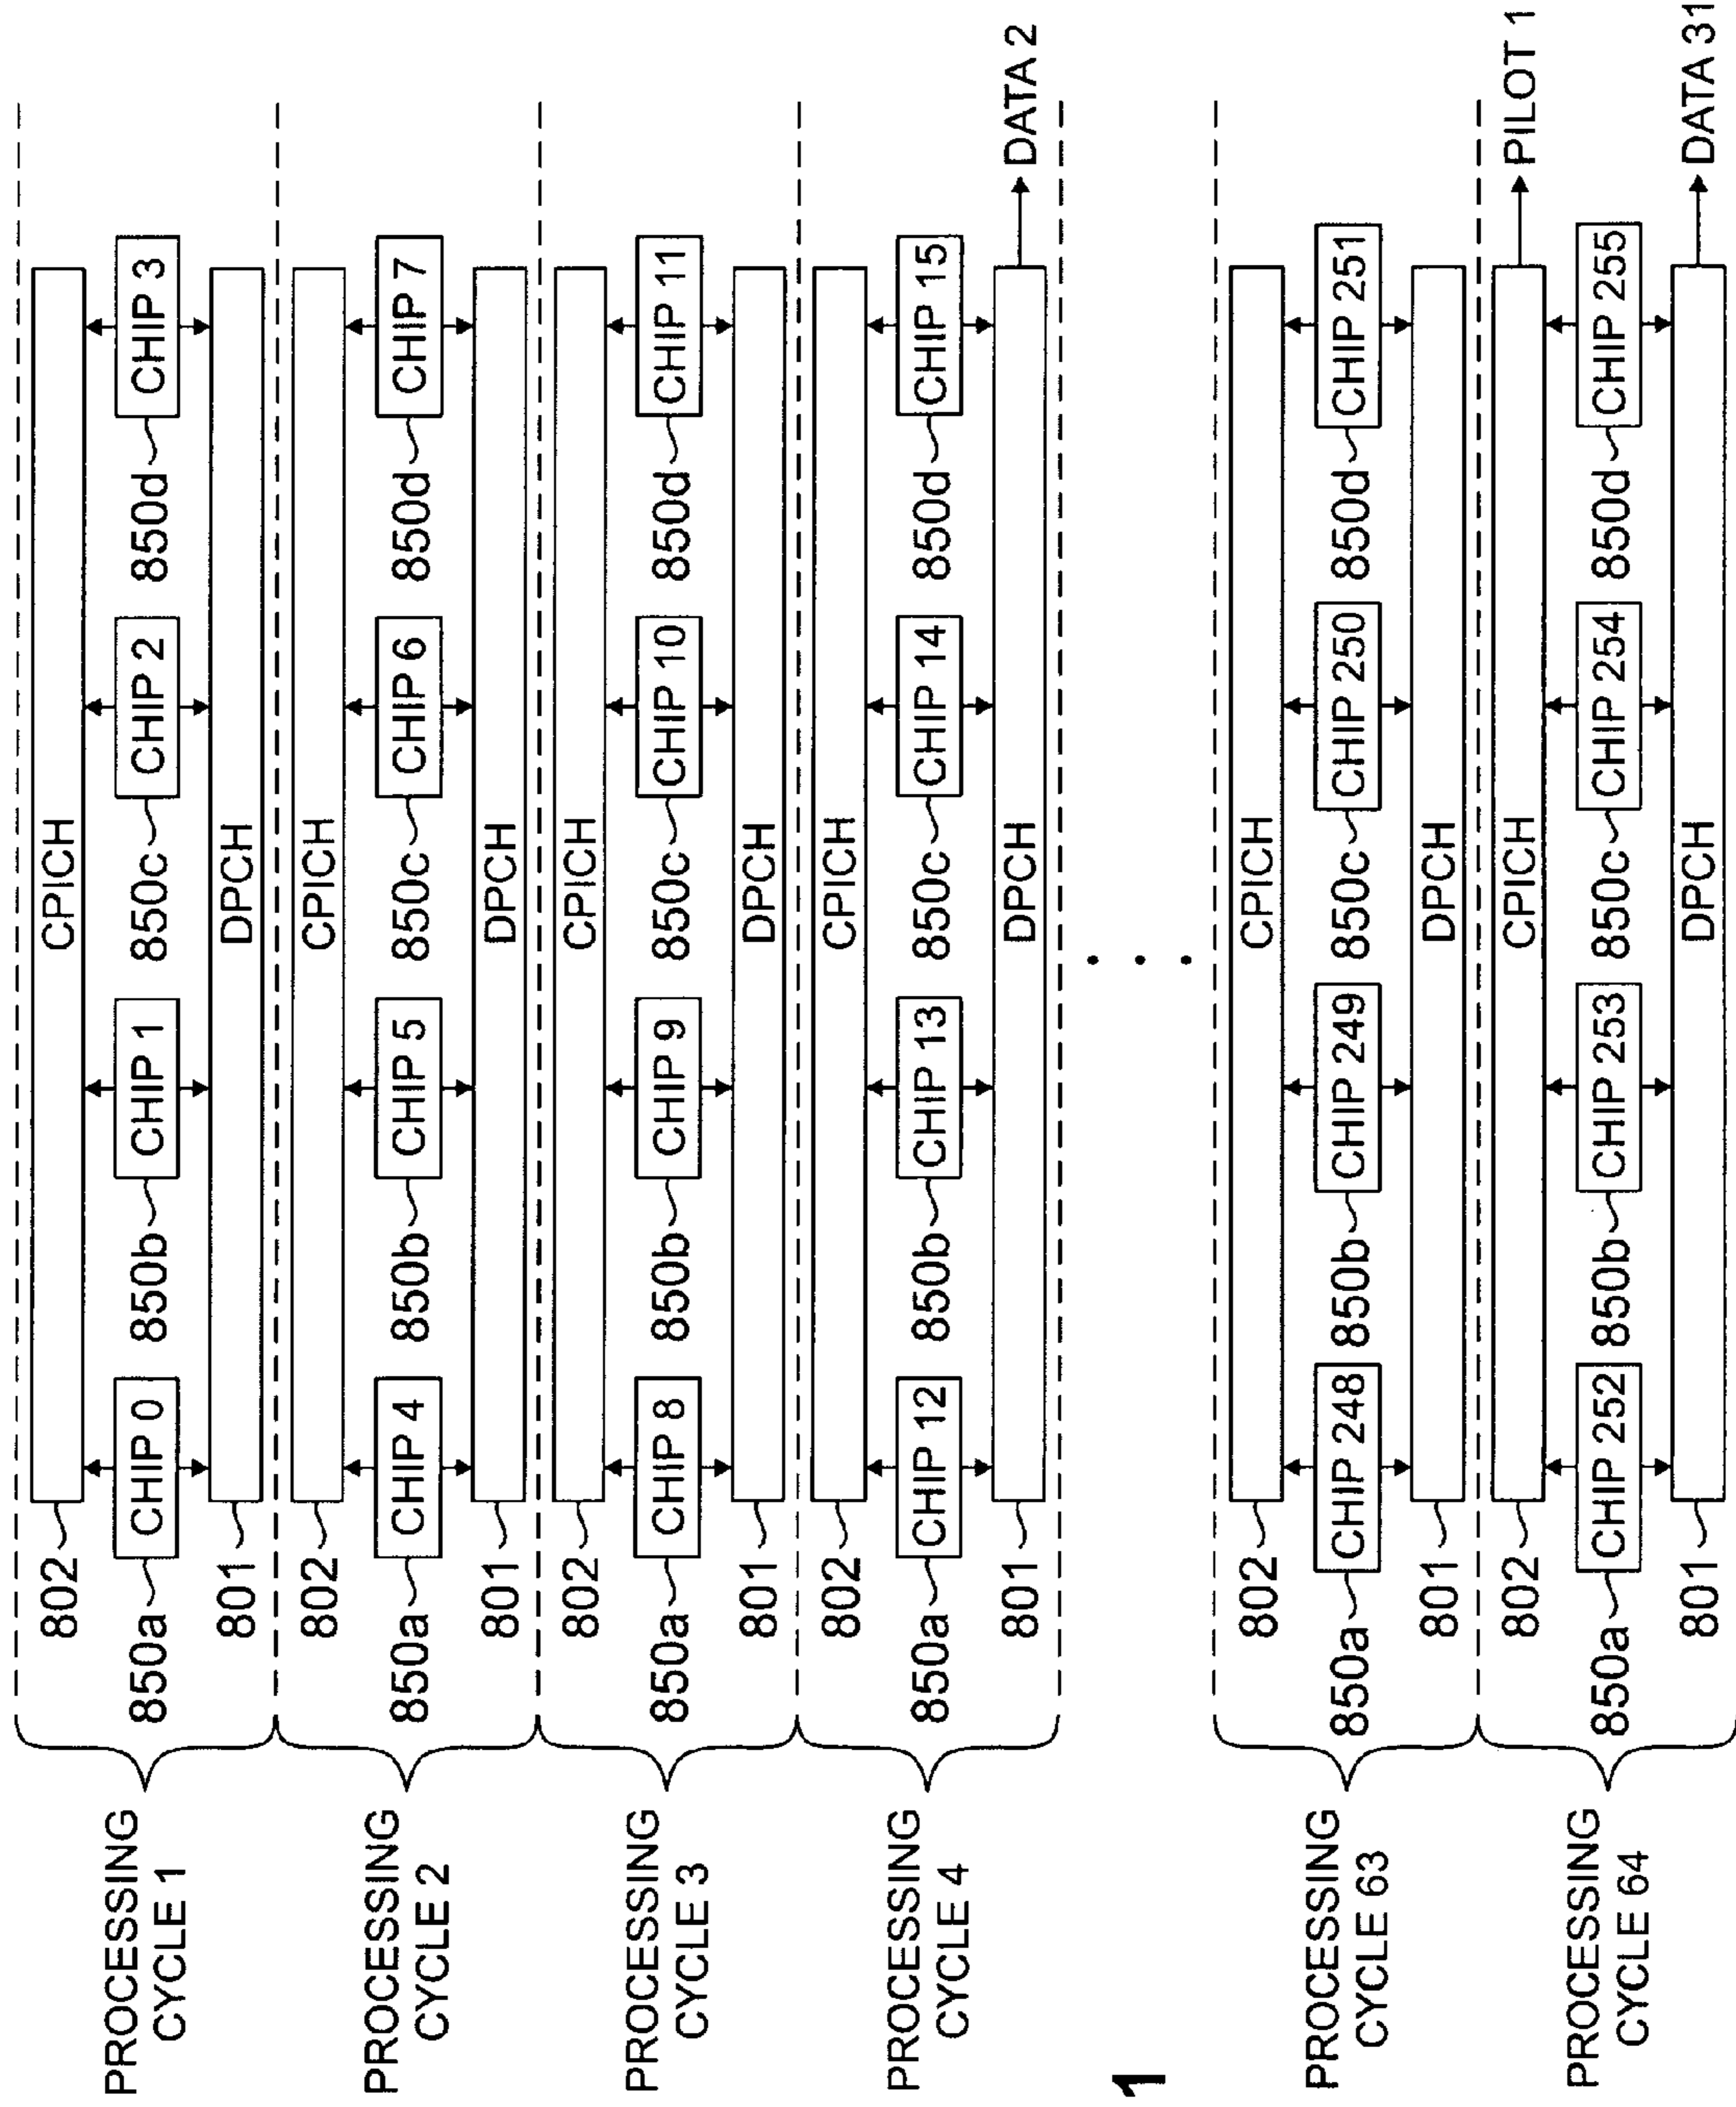 PROCESSING
CYCLE 1
802
CPICH
850a
CHIP 0
850b
CHIP 1
850c
CHIP 2
850d
CHIP 3
801
DPCH
PROCESSING
CYCLE 2
802
CPICH
850a
CHIP 4
850b
CHIP 5
850c
CHIP 6
850d
CHIP 7
801
DPCH
PROCESSING
CYCLE 3
802
CPICH
850a
CHIP 8
850b
CHIP 9
850c
CHIP 10
850d
CHIP 11
801
DPCH
PROCESSING
CYCLE 4
802
CPICH
850a
CHIP 12
850b
CHIP 13
850c
CHIP 14
850d
CHIP 15
801
DPCH
DATA 2
1
. . .
PROCESSING
CYCLE 63
802
CPICH
850a
CHIP 248
850b
CHIP 249
850c
CHIP 250
850d
CHIP 251
801
DPCH
PROCESSING
CYCLE 64
802
CPICH
PILOT 1
850a
CHIP 252
850b
CHIP 253
850c
CHIP 254
850d
CHIP 255
801
DPCH
DATA 31